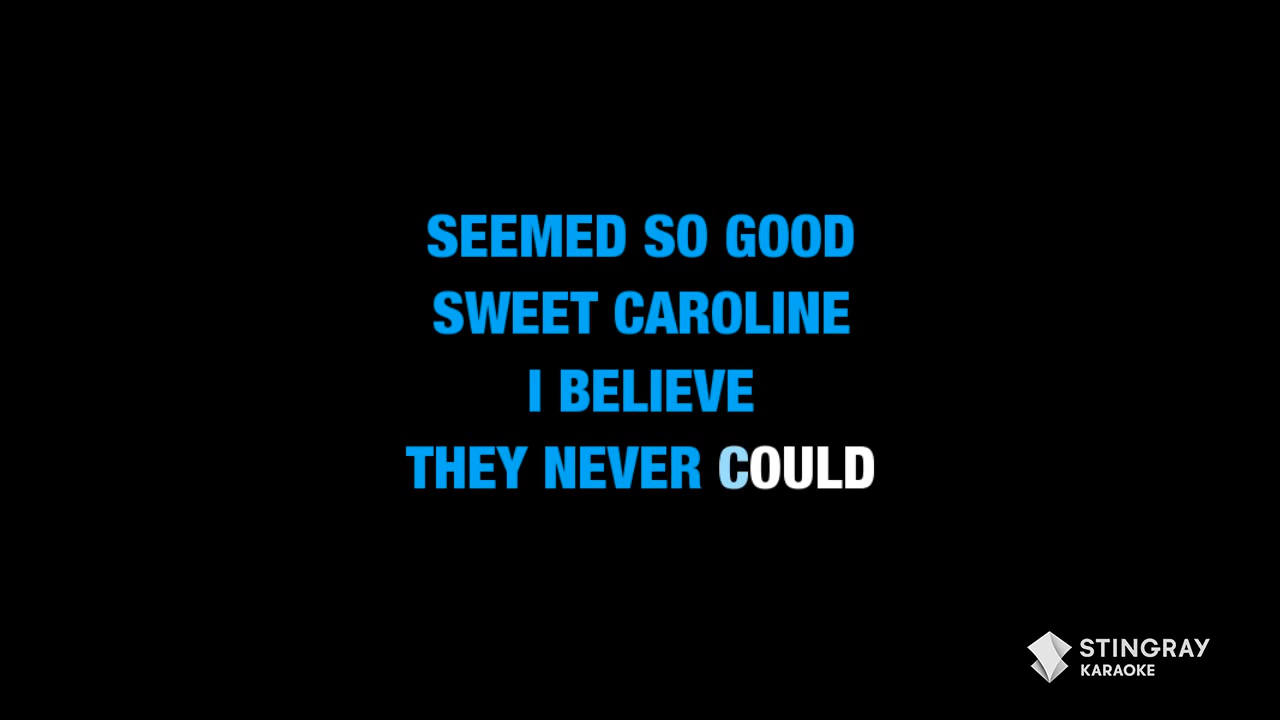 SEEMED SO GOOD
SWEET CAROLINE
I BELIEVE
THEY NEVER COULD
STINGRAY
KARAOKE